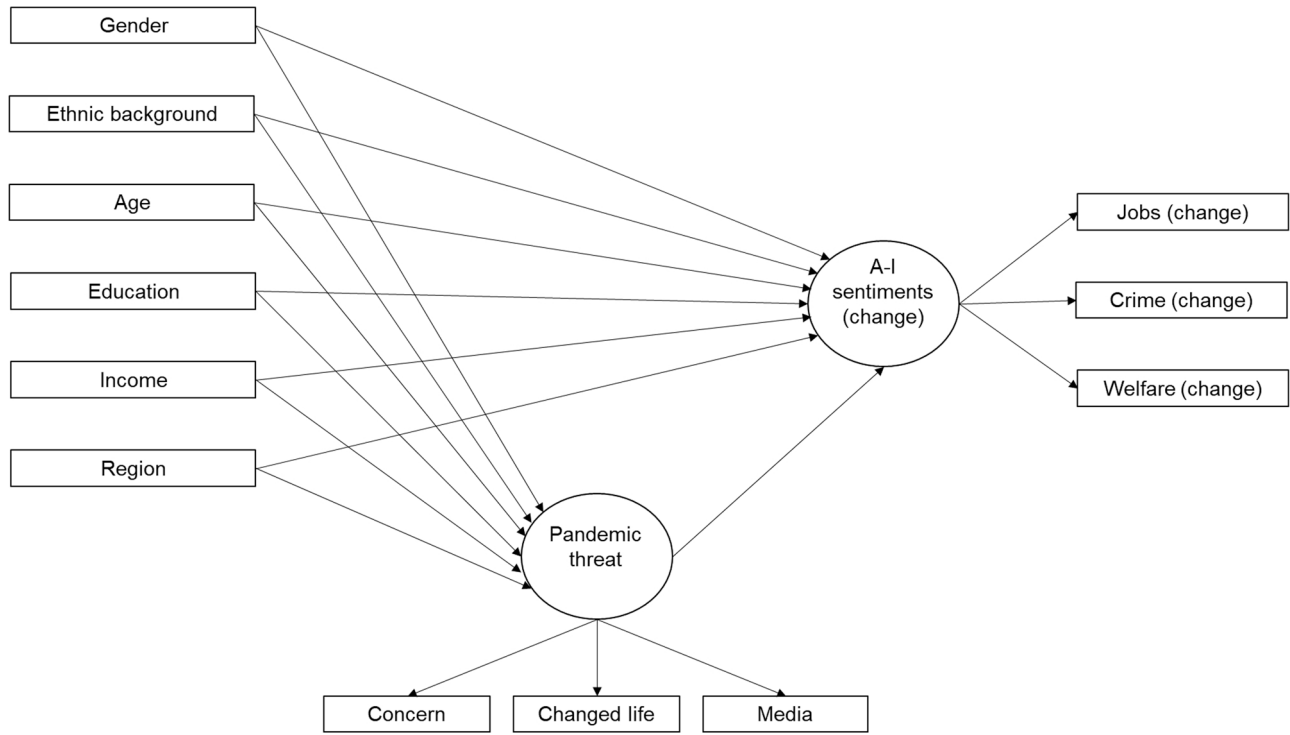 Gender
Ethnic background
Age
Education
Income
Region
A-I
sentiments
(change)
Jobs (change)
Crime (change)
Welfare (change)
Pandemic
threat
Concern
Changed life
Media